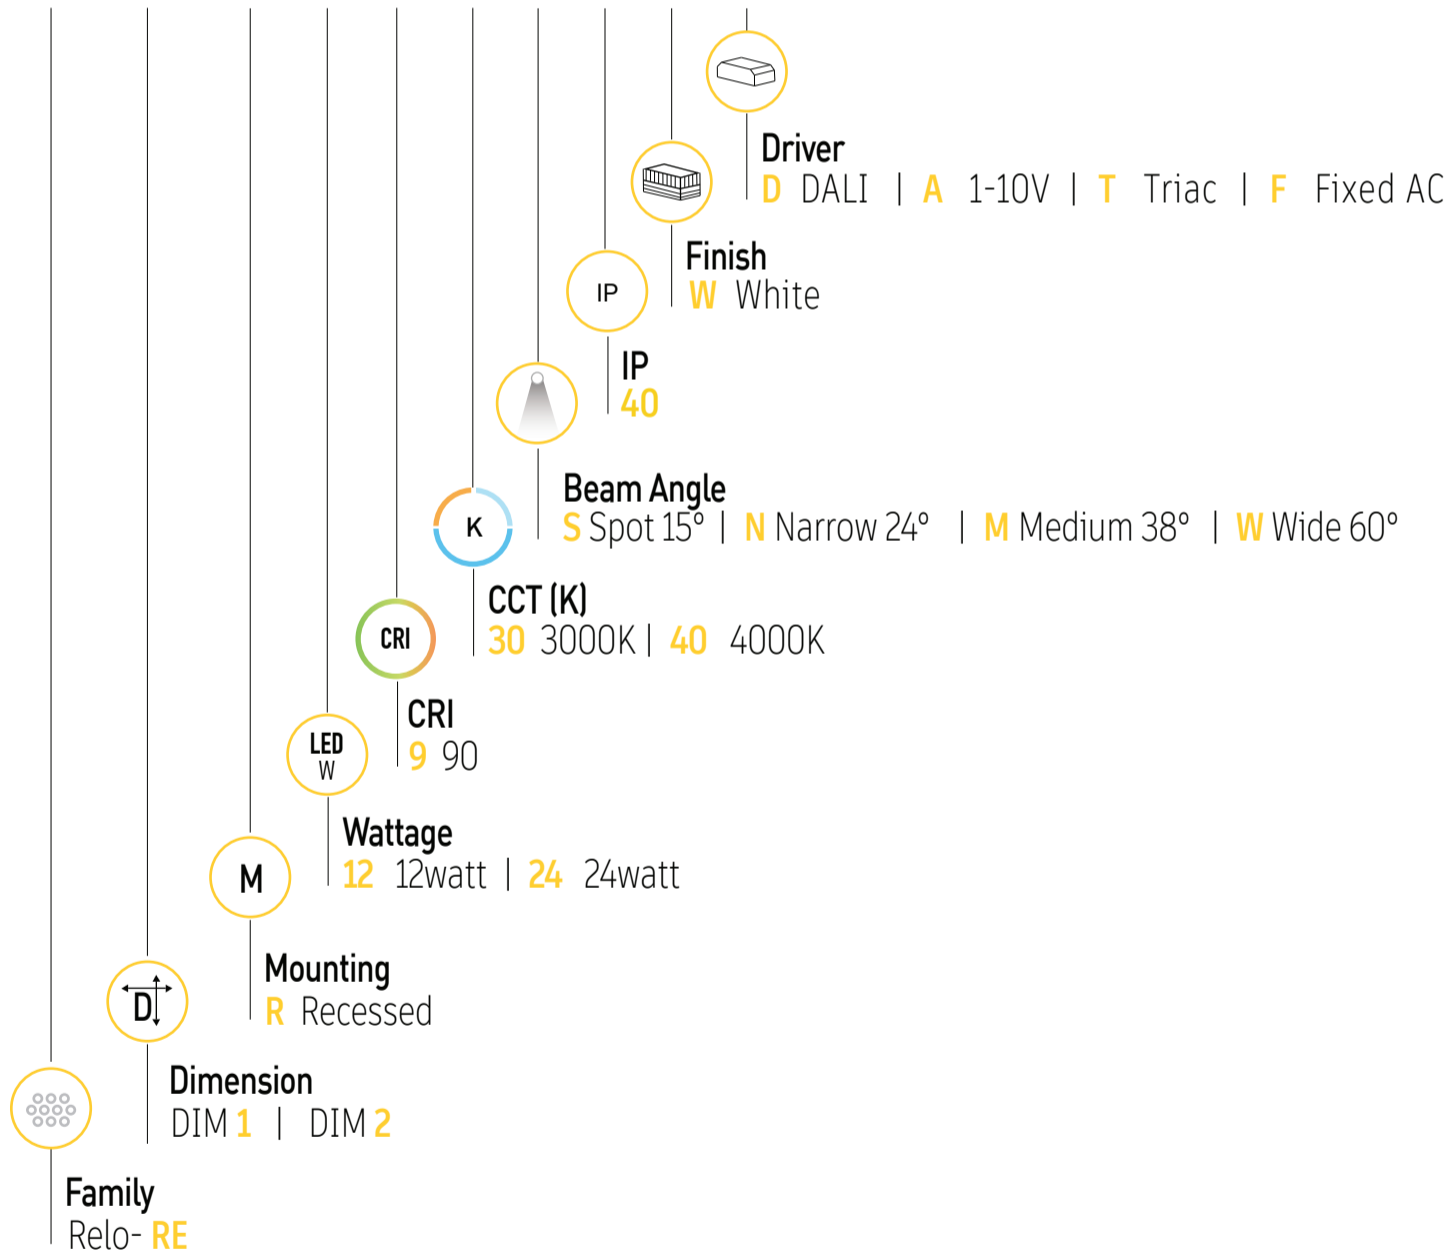 Driver
D DALI | A 1-10V | T Triac | F Fixed AC
Finish
W White
IP
IP
40
Beam Angle
S Spot 15° | N Narrow 24° | M Medium 38° | W Wide 60°
K
CCT (K)
30 3000K | 40 4000K
CRI
CRI
9 90
LED
W
Wattage
12 12watt | 24 24watt
M
Mounting
R Recessed
D
Dimension
DIM 1 | DIM 2
Family
Relo- RE